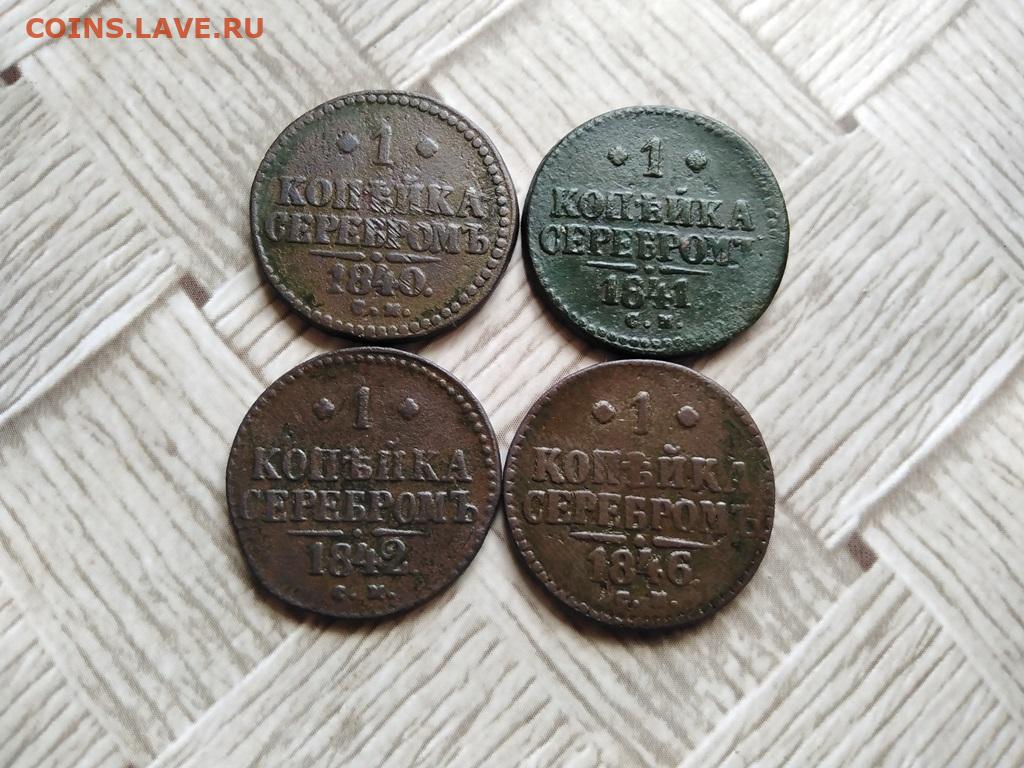 COINS.LAVE.RU
1
КОПѢЙКА
СЕРЕБРОМЪ
1840.
С.М.
1
КОПѢЙКА
СЕРЕБРОМЪ
1841
С.М.
1
КОПѢЙКА
СЕРЕБРОМЪ
1842.
С.М.
1
КОПѢЙКА
СЕРЕБРОМЪ
1846.
С.М.